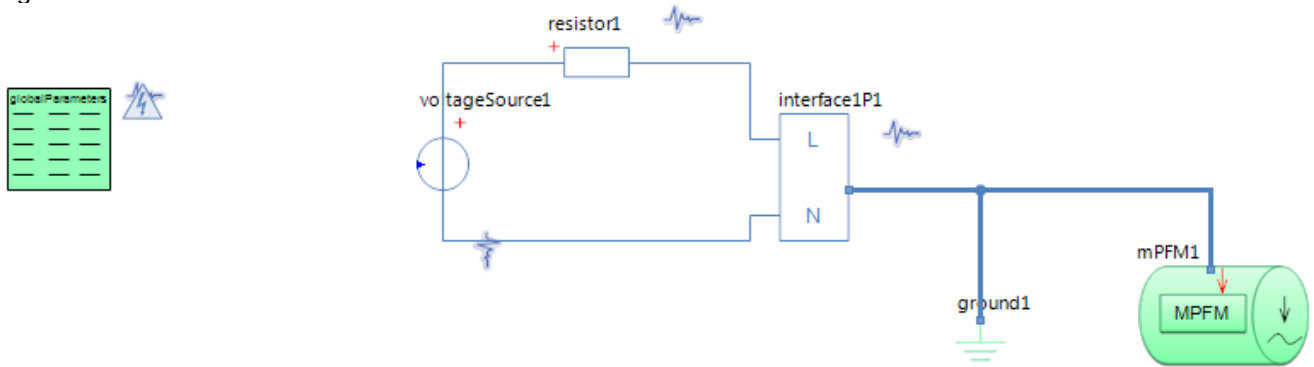 resistor1
globalParameters
voltageSource1
interface1P1
L
N
mPFM1
ground1
MPFM